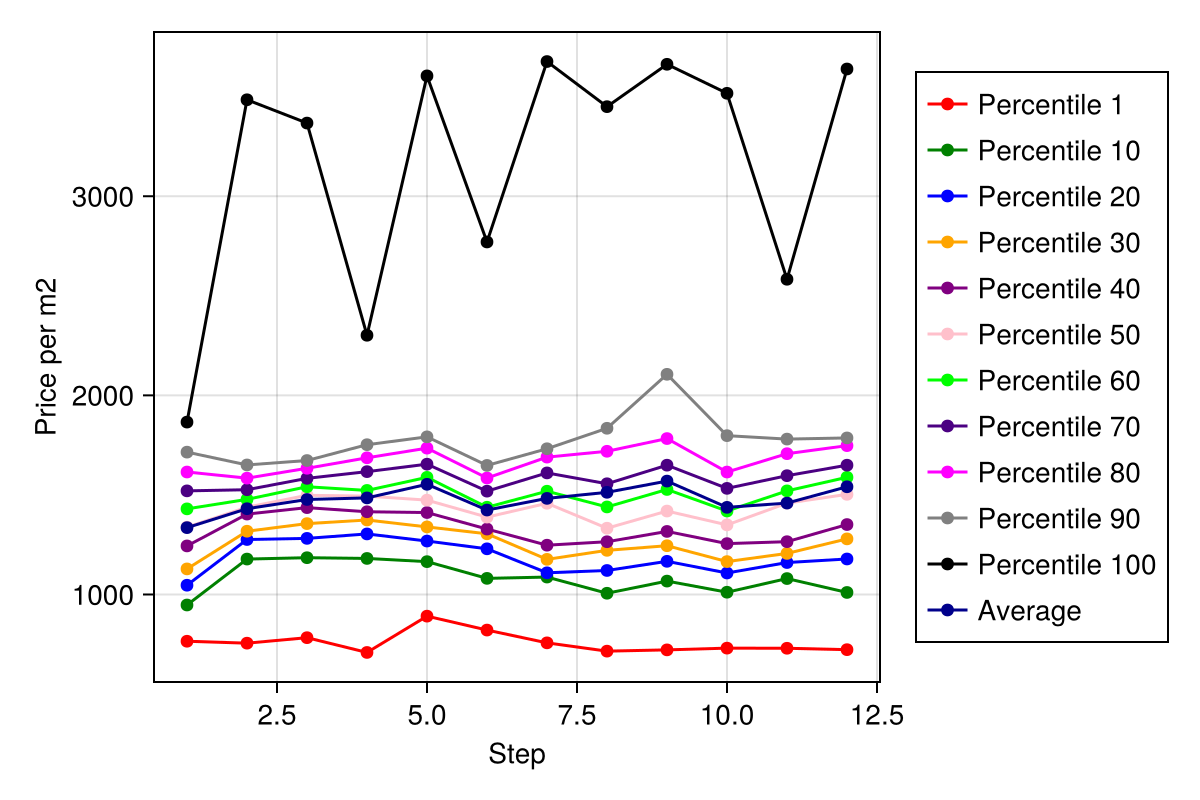 3000
2000
1000
Price per m2
2.5 5.0 7.5 10.0 12.5
Step
Percentile 1
Percentile 10
Percentile 20
Percentile 30
Percentile 40
Percentile 50
Percentile 60
Percentile 70
Percentile 80
Percentile 90
Percentile 100
Average